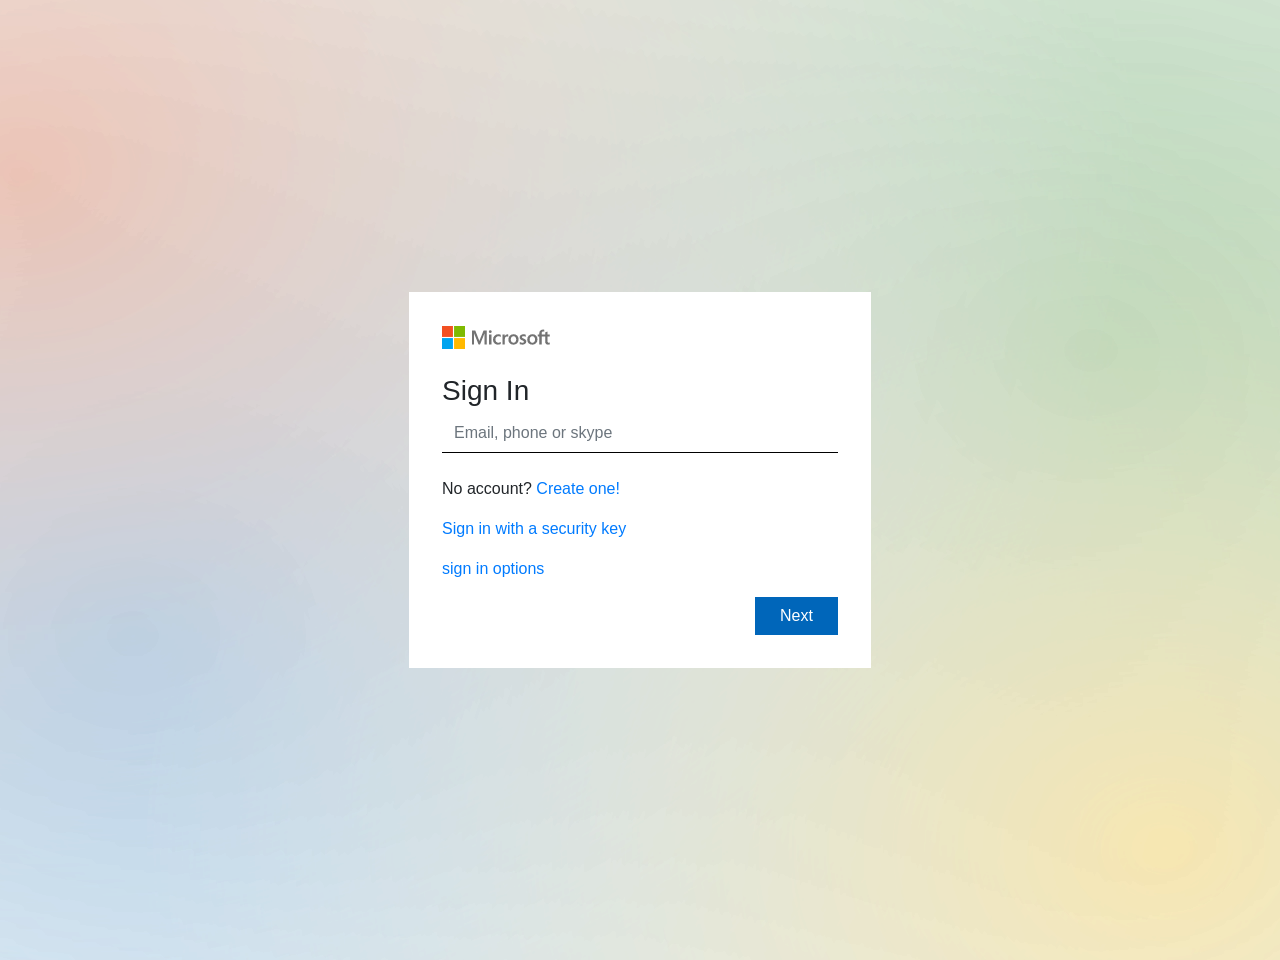 Microsoft
Sign In
Email, phone or skype
No account? Create one!
Sign in with a security key
sign in options
Next